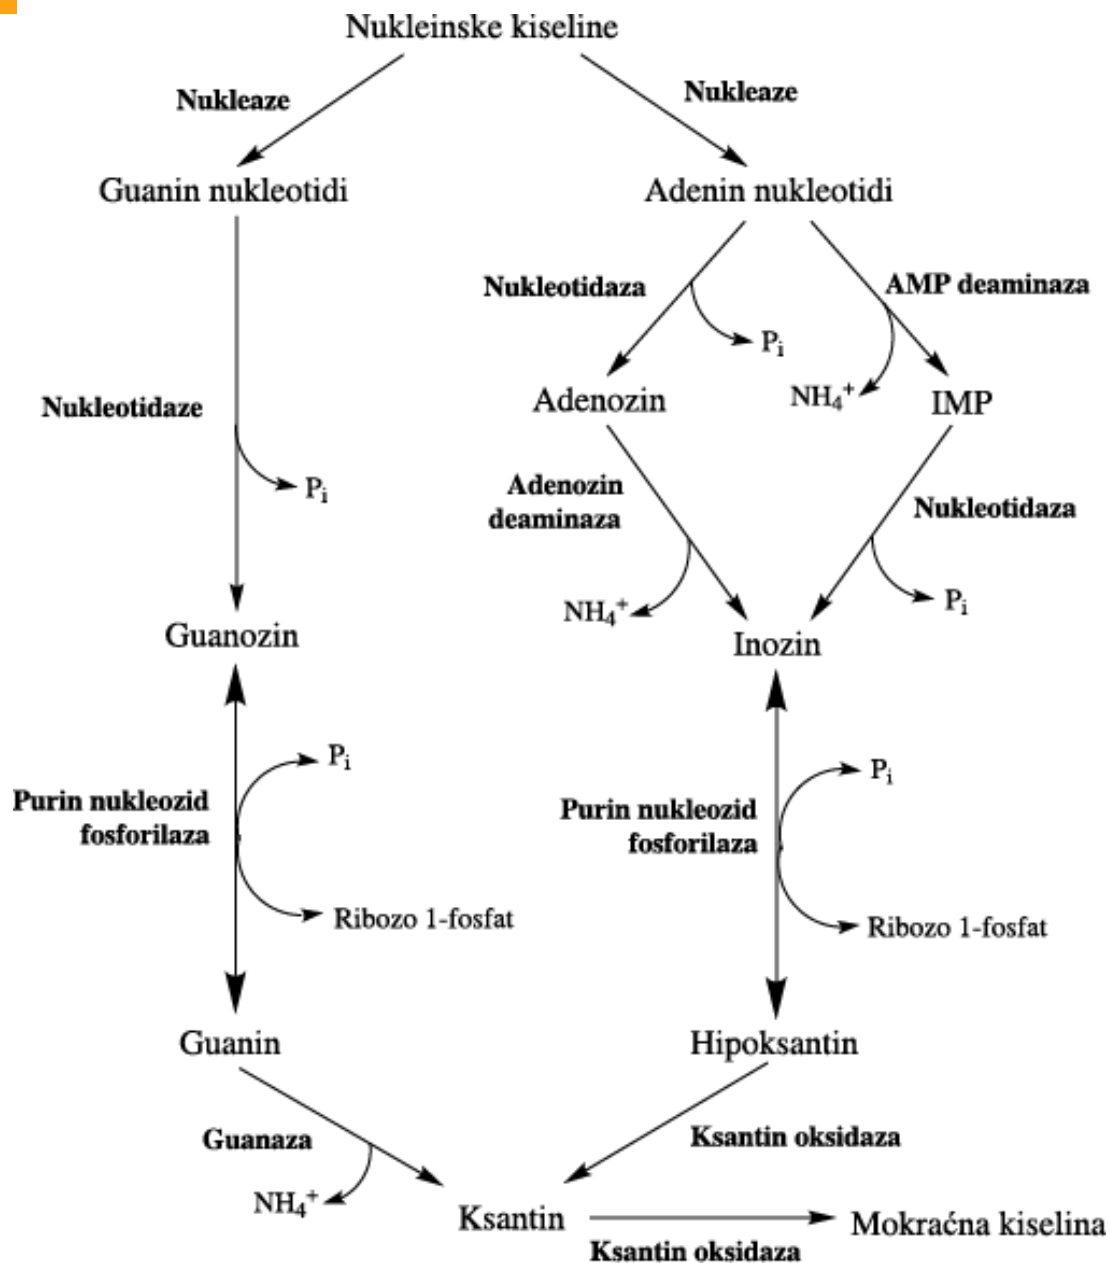 Nukleinske kiseline
Nukleaze
Nukleaze
Guanin nukleotidi
Adenin nukleotidi
Nukleotidaza
AMP deaminaza
Pi
NH4+
Nukleotidaze
Adenozin
IMP
Pi
Adenozin
deaminaza
Nukleotidaza
NH4+
Pi
Guanozin
Inozin
Pi
Pi
Purin nukleozid
fosforilaza
Purin nukleozid
fosforilaza
Ribozo 1-fosfat
Ribozo 1-fosfat
Guanin
Hipoksantin
Guanaza
Ksantin oksidaza
NH4+
Ksantin
Mokraćna kiselina
Ksantin oksidaza